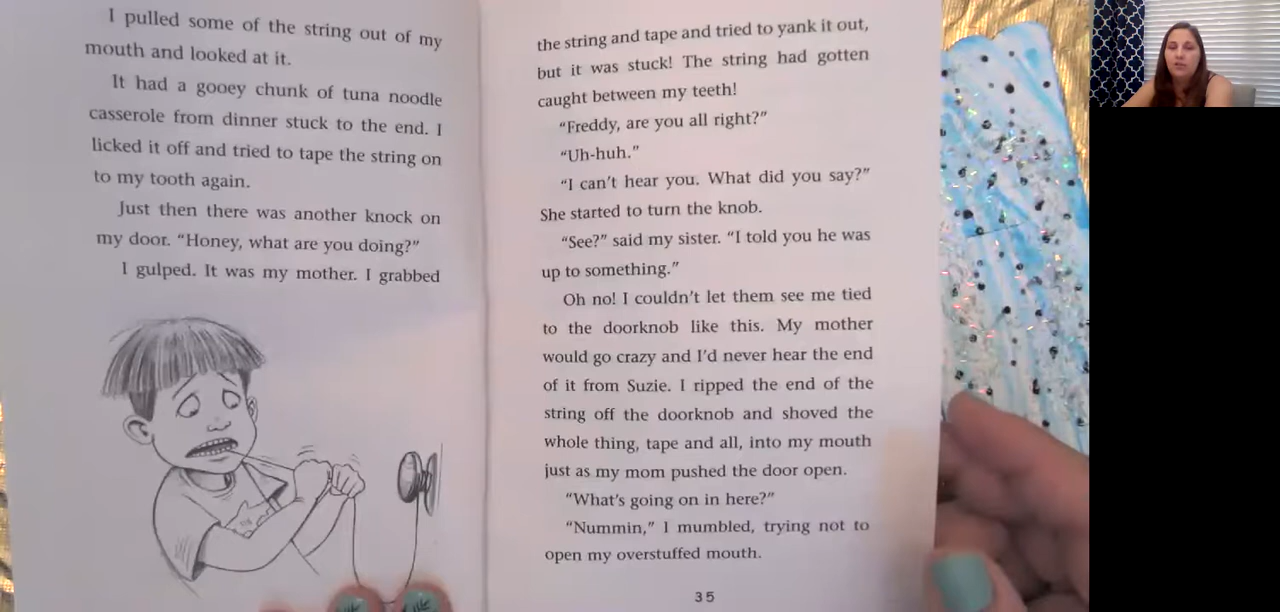 I pulled some of the string out of my
mouth and looked at it.
It had a gooey chunk of tuna noodle
casserole from dinner stuck to the end. I
licked it off and tried to tape the string on
to my tooth again.
Just then there was another knock on
my door. “Honey, what are you doing?”
I gulped. It was my mother. I grabbed
the string and tape and tried to yank it out,
but it was stuck! The string had gotten
caught between my teeth!
“Freddy, are you all right?”
“Uh-huh.”
“I can’t hear you. What did you say?”
She started to turn the knob.
“See?” said my sister. “I told you he was
up to something.”
Oh no! I couldn’t let them see me tied
to the doorknob like this. My mother
would go crazy and I’d never hear the end
of it from Suzie. I ripped the end of the
string off the doorknob and shoved the
whole thing, tape and all, into my mouth
just as my mom pushed the door open.
“What’s going on in here?”
“Nummin,” I mumbled, trying not to
open my overstuffed mouth.
35